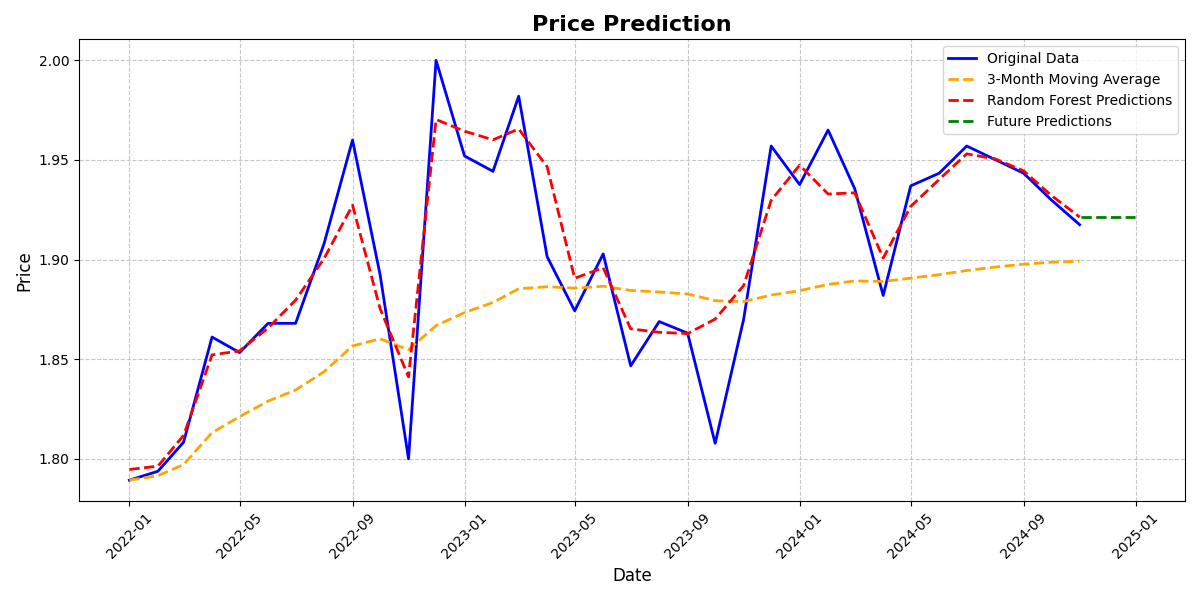 Price Prediction
Original Data
3-Month Moving Average
Random Forest Predictions
Future Predictions
Price
2.00
1.95
1.90
1.85
1.80
2022-01
2022-05
2022-09
2023-01
2023-05
2023-09
2024-01
2024-05
2024-09
2025-01
Date